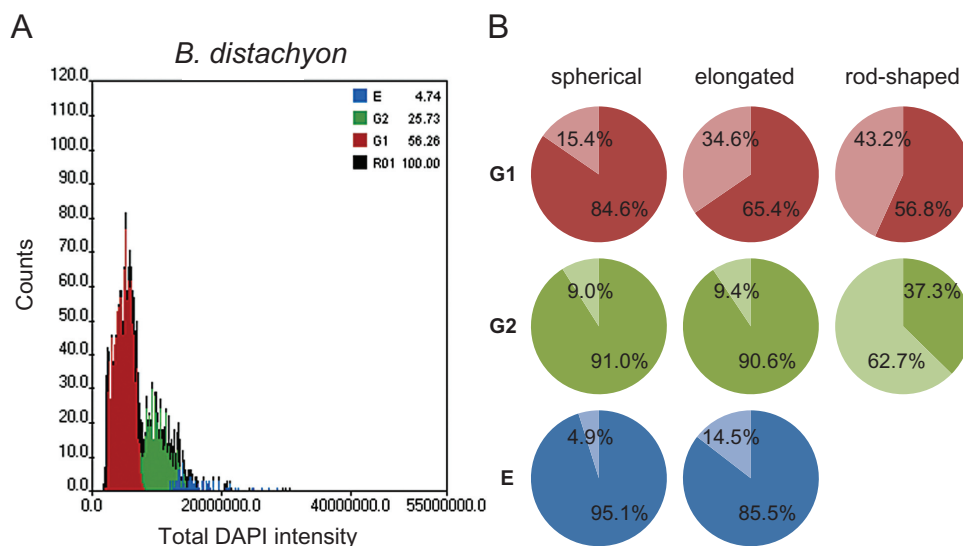 A
B. distachyon
120.0
110.0
100.0
90.0
80.0
70.0
60.0
50.0
40.0
30.0
20.0
10.0
0.0
Counts
E 4.74
G2 25.73
G1 56.26
R01 100.00
0.0 20000000.0 40000000.0 55000000.0
Total DAPI intensity
B
spherical elongated rod-shaped
G1
15.4% 34.6% 43.2%
84.6% 65.4% 56.8%
G2
9.0% 9.4% 37.3%
91.0% 90.6% 62.7%
E
4.9% 14.5%
95.1% 85.5%